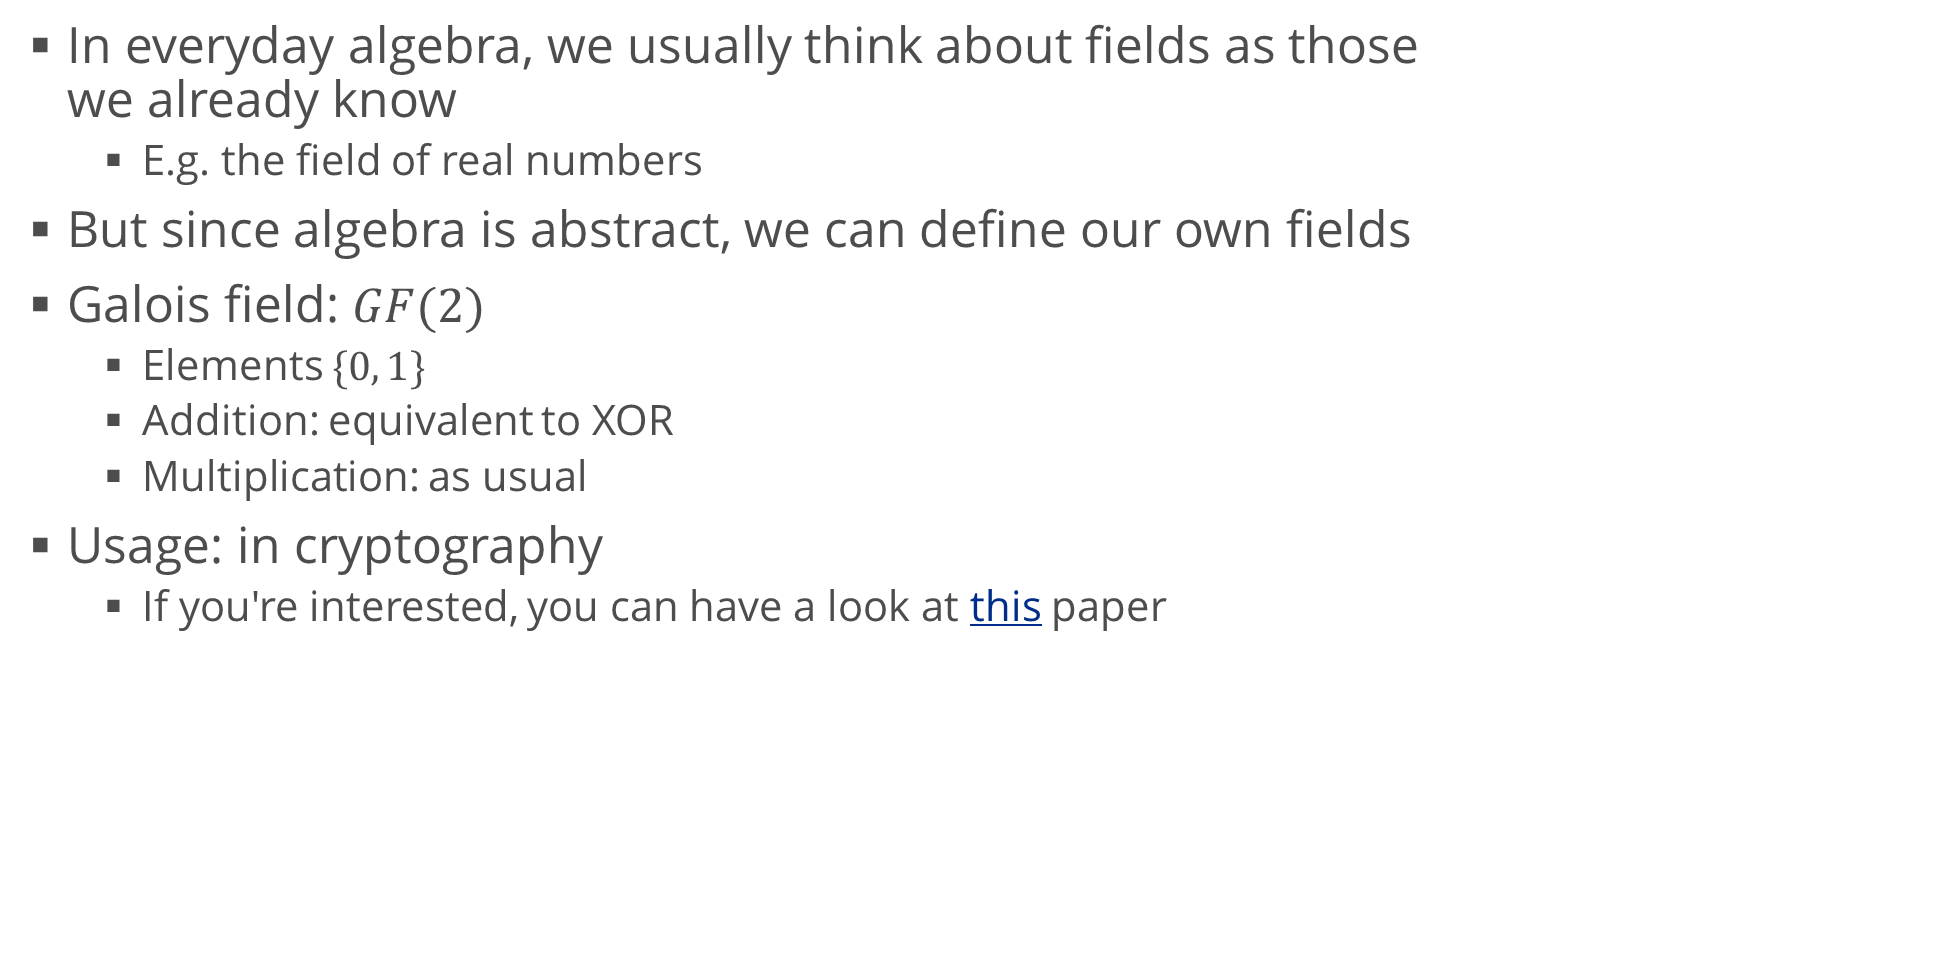 ▪ In everyday algebra, we usually think about fields as those
we already know
▪ E.g. the field of real numbers
▪ But since algebra is abstract, we can define our own fields
▪ Galois field: GF(2)
▪ Elements {0, 1}
▪ Addition: equivalent to XOR
▪ Multiplication: as usual
▪ Usage: in cryptography
▪ If you're interested, you can have a look at this paper